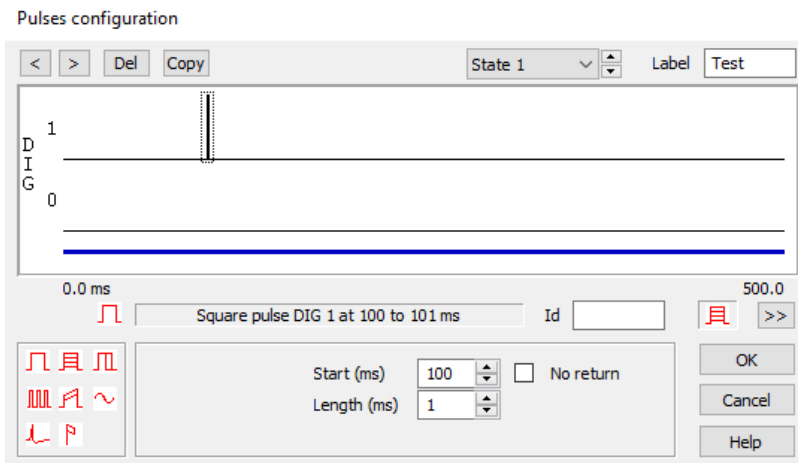 Pulses configuration
< > Del Copy State 1 Label Test
1
D
I
G
0
0.0 ms 500.0
Square pulse DIG 1 at 100 to 101 ms Id >>
Start (ms) 100 No return OK
Length (ms) 1 Cancel
Help